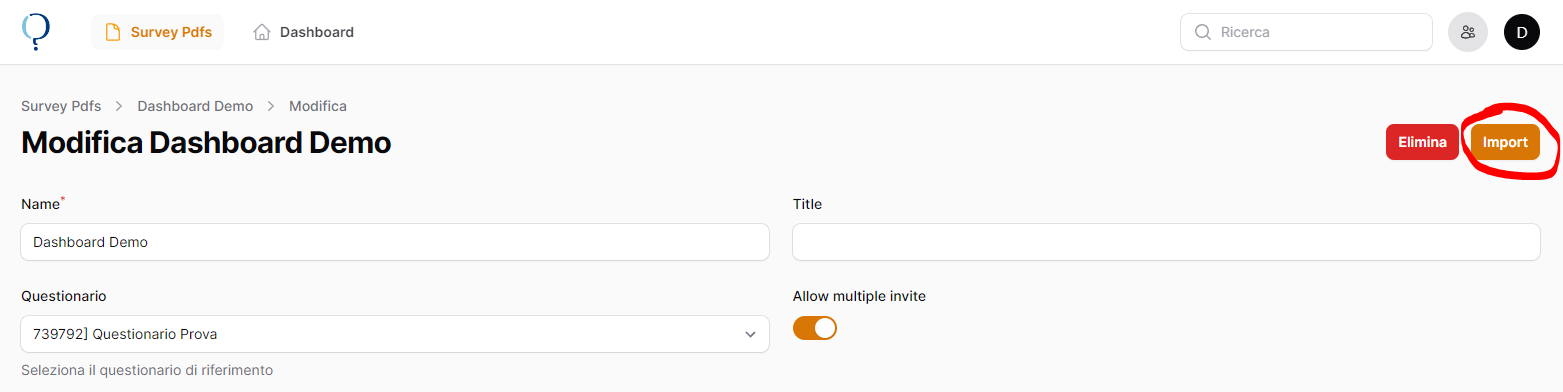 Survey Pdfs
Dashboard
Ricerca
D
Survey Pdfs > Dashboard Demo > Modifica
Modifica Dashboard Demo
Elimina
Import
Name*
Title
Dashboard Demo
Questionario
Allow multiple invite
739792] Questionario Prova
Seleziona il questionario di riferimento